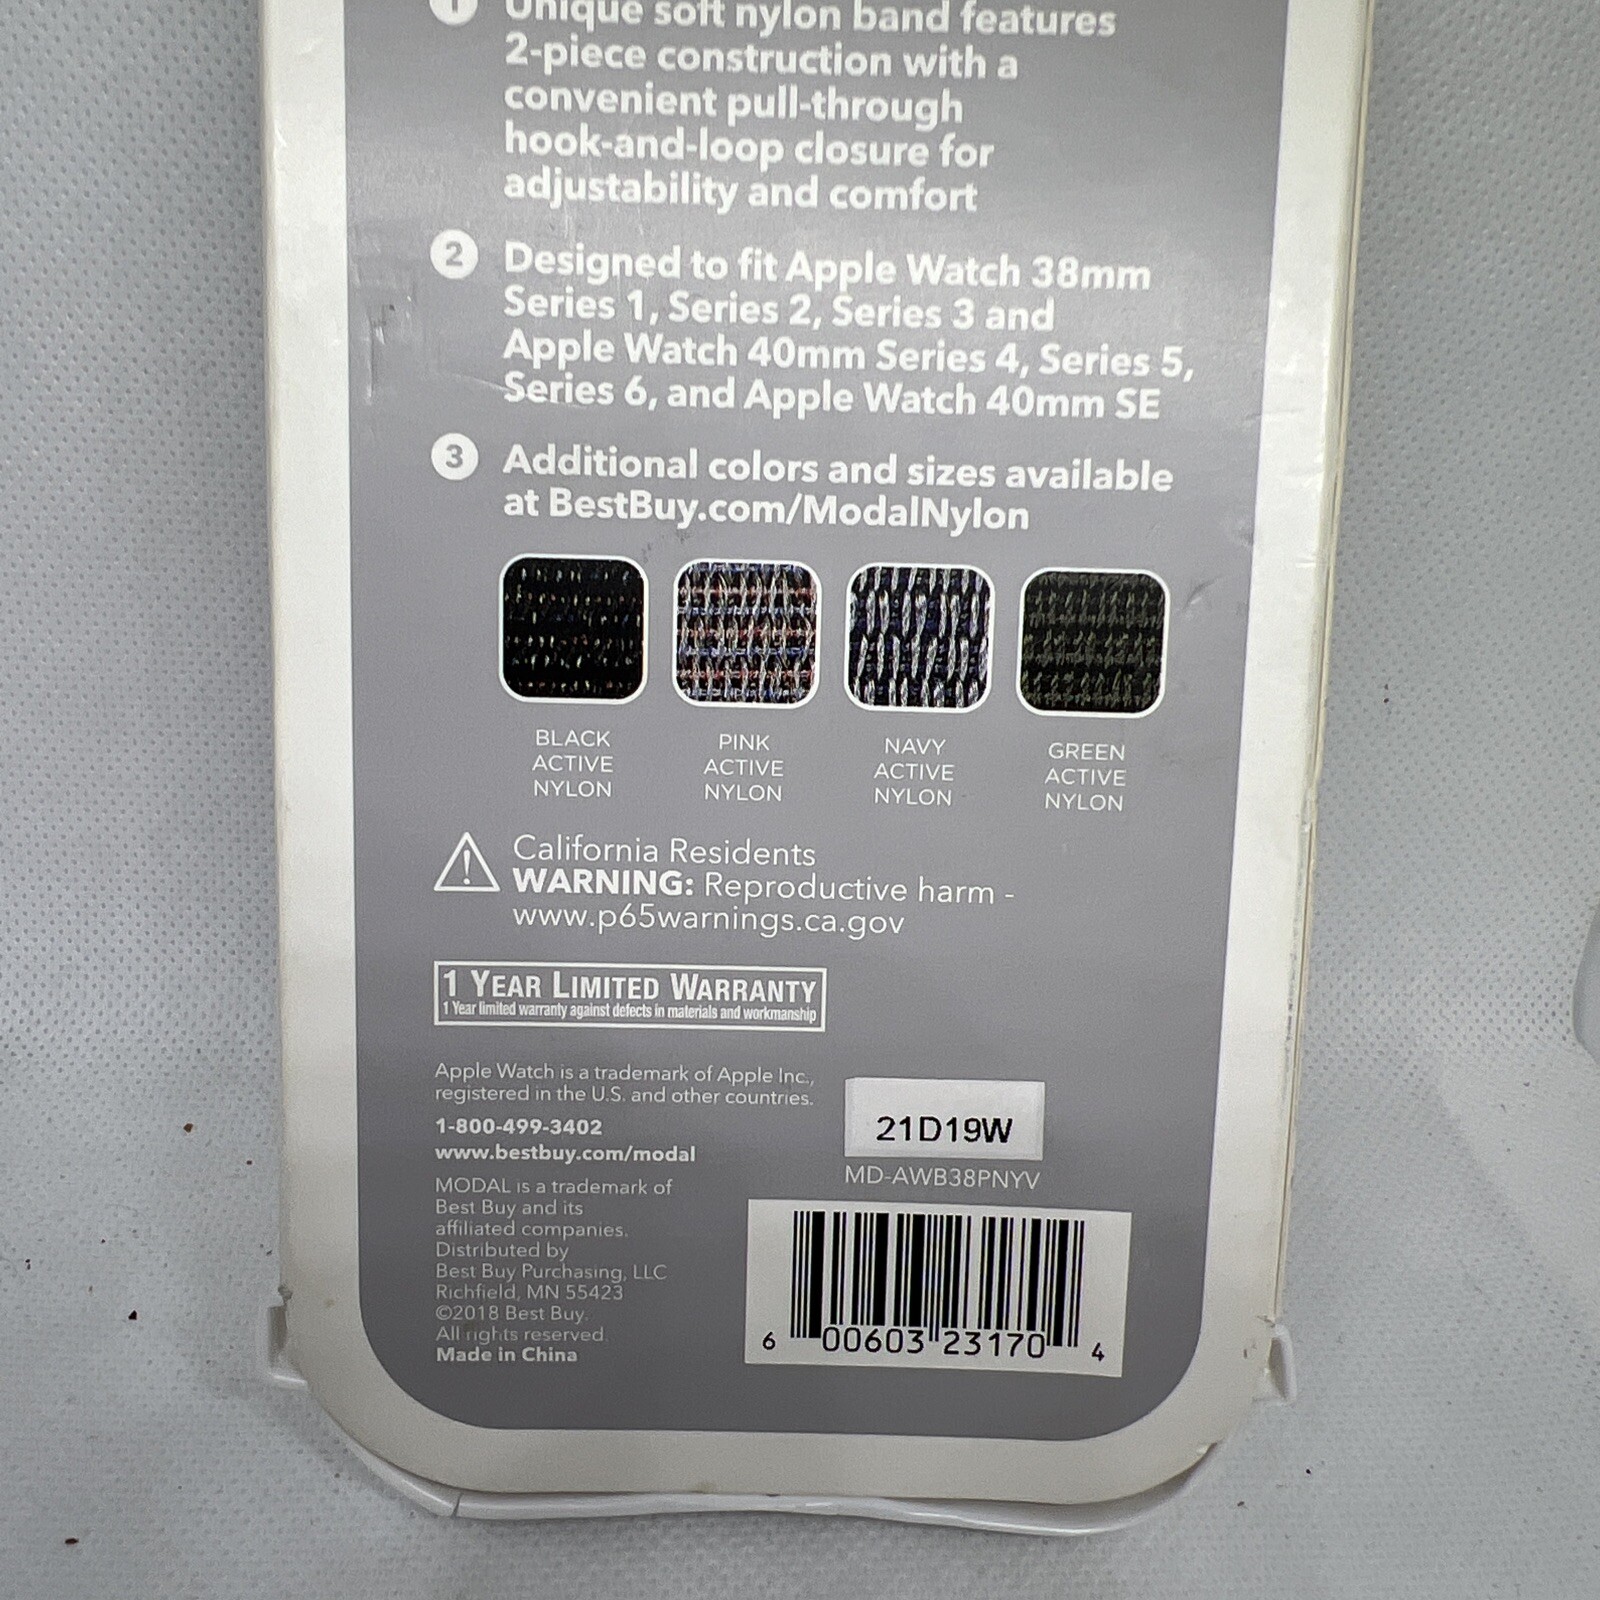 1 Unique soft nylon band features
2-piece construction with a
convenient pull-through
hook-and-loop closure for
adjustability and comfort
2 Designed to fit Apple Watch 38mm
Series 1, Series 2, Series 3 and
Apple Watch 40mm Series 4, Series 5,
Series 6, and Apple Watch 40mm SE
3 Additional colors and sizes available
at BestBuy.com/ModalNylon
BLACK
ACTIVE
NYLON
PINK
ACTIVE
NYLON
NAVY
ACTIVE
NYLON
GREEN
ACTIVE
NYLON
California Residents
WARNING: Reproductive harm -
www.p65warnings.ca.gov
1 YEAR LIMITED WARRANTY
1 Year limited warranty against defects in materials and workmanship
Apple Watch is a trademark of Apple Inc.,
registered in the U.S. and other countries.
1-800-499-3402
www.bestbuy.com/modal
MODAL is a trademark of
Best Buy and its
affiliated companies.
Distributed by
Best Buy Purchasing, LLC
Richfield, MN 55423
©2018 Best Buy.
All rights reserved.
Made in China
21D19W
MD-AWB38PNYV
6 00603 23170 4